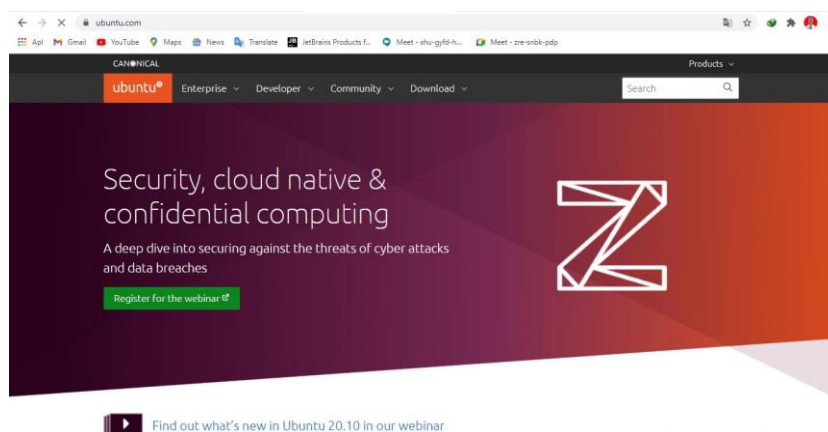 ubuntu.com
Apl Gmail YouTube Maps News Translate JetBrains Products f... Meet - xhu-gyfd-h... Meet - zre-snbk-pdp
CANONICAL Products
ubuntu® Enterprise Developer Community Download Search
Security, cloud native &
confidential computing
A deep dive into securing against the threats of cyber attacks
and data breaches
Register for the webinar
Find out what's new in Ubuntu 20.10 in our webinar